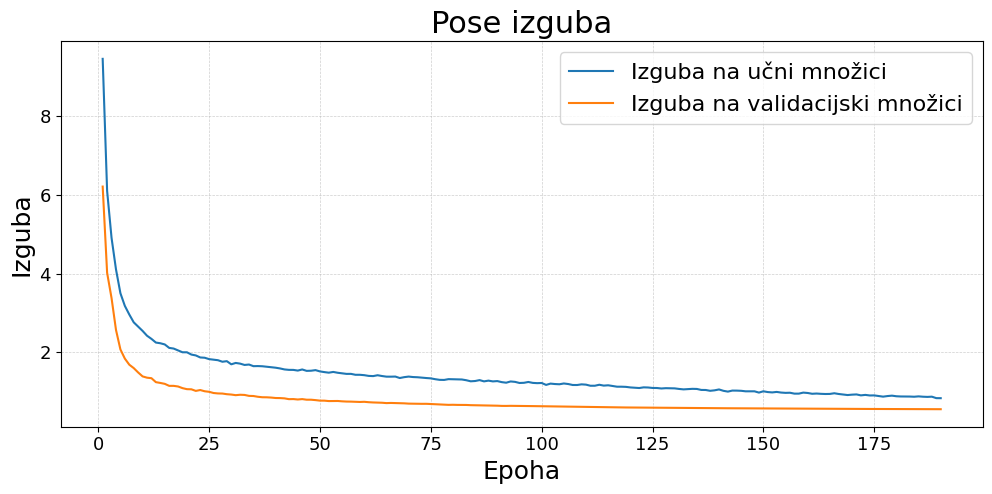 Pose izguba
Izguba na učni množici
Izguba na validacijski množici
Izguba
8
6
4
2
0
25
50
75
100
125
150
175
Epoha